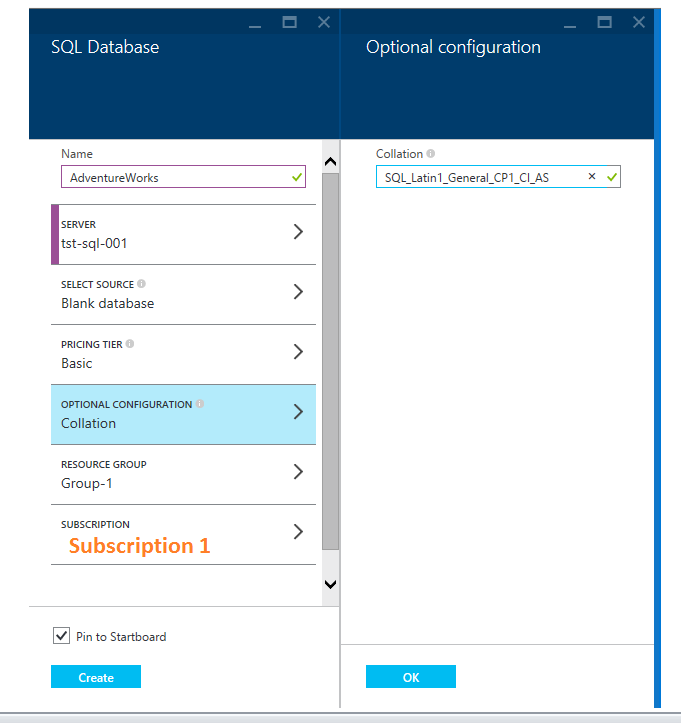 SQL Database
Name
AdventureWorks
SERVER
tst-sql-001
SELECT SOURCE
Blank database
PRICING TIER
Basic
OPTIONAL CONFIGURATION
Collation
RESOURCE GROUP
Group-1
SUBSCRIPTION
Subscription 1
Pin to Startboard
Create
Optional configuration
Collation
SQL_Latin1_General_CP1_CI_AS
OK